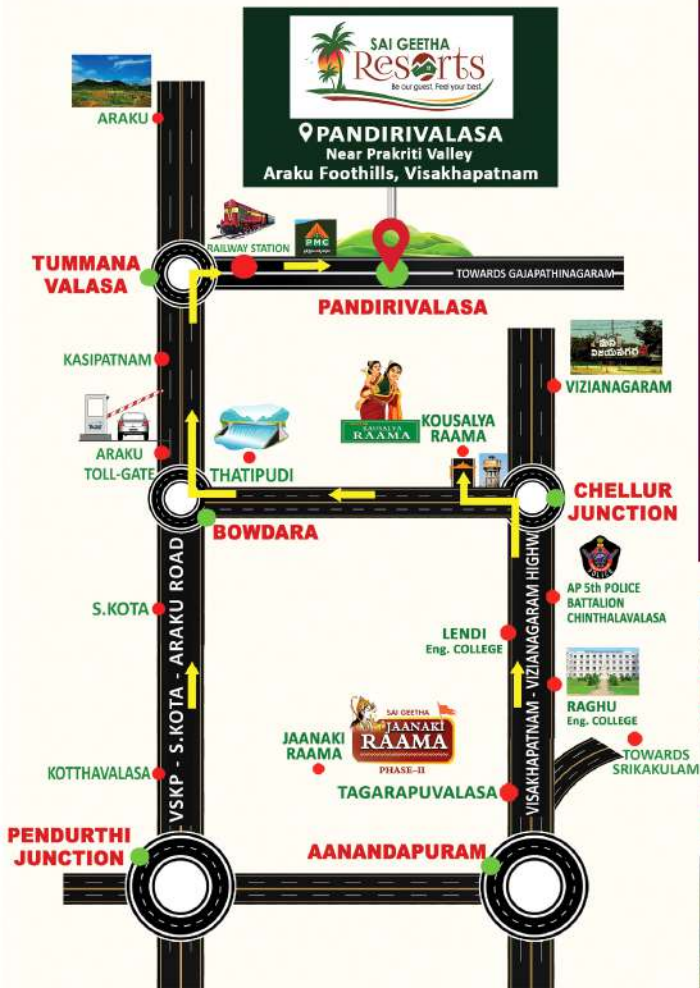 SAI GEETHA
Resorts
Be our guest. Feel your best.
PANDIRIVALASA
Near Prakriti Valley
Araku Foothills, Visakhapatnam
ARAKU
RAILWAY STATION
PMC
TUMMANA
VALASA
TOWARDS GAJAPATHINAGARAM
PANDIRIVALASA
KASIPATNAM
VIZIANAGARAM
KAUSALYA
RAAMA
KOUSALYA
RAAMA
ARAKU
TOLL-GATE
THATIPUDI
CHELLUR
JUNCTION
BOWDARA
POLICE
AP 5th POLICE
BATTALION
CHINTHALAVALASA
S.KOTA
VSKP - S.KOTA - ARAKU ROAD
LENDI
Eng. COLLEGE
VISAKHAPATNAM - VIZIANAGARAM HIGHW
RAGHU
Eng. COLLEGE
SAI GEETHA
JAANAKI
RAAMA
PHASE-II
JAANAKI
RAAMA
TOWARDS
SRIKAKULAM
KOTTHAVALASA
TAGARAPUVALASA
PENDURTHI
JUNCTION
AANANDAPURAM